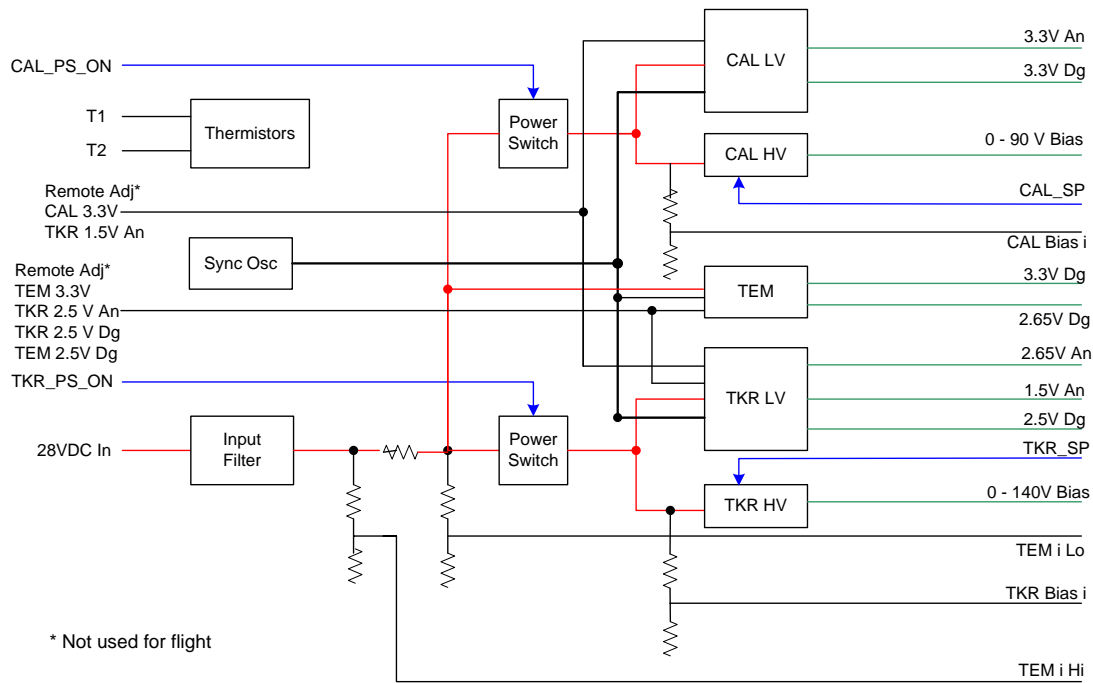 CAL_PS_ON
T1
T2
Thermistors
Remote Adj*
CAL 3.3V
TKR 1.5V An
Sync Osc
Remote Adj*
TEM 3.3V
TKR 2.5 V An
TKR 2.5 V Dg
TEM 2.5V Dg
TKR_PS_ON
28VDC In
Input
Filter
Power
Switch
Power
Switch
CAL LV
CAL HV
TEM
TKR LV
TKR HV
3.3V An
3.3V Dg
0 - 90 V Bias
CAL_SP
CAL Bias i
3.3V Dg
2.65V Dg
2.65V An
1.5V An
2.5V Dg
TKR_SP
0 - 140V Bias
TEM i Lo
TKR Bias i
TEM i Hi
* Not used for flight